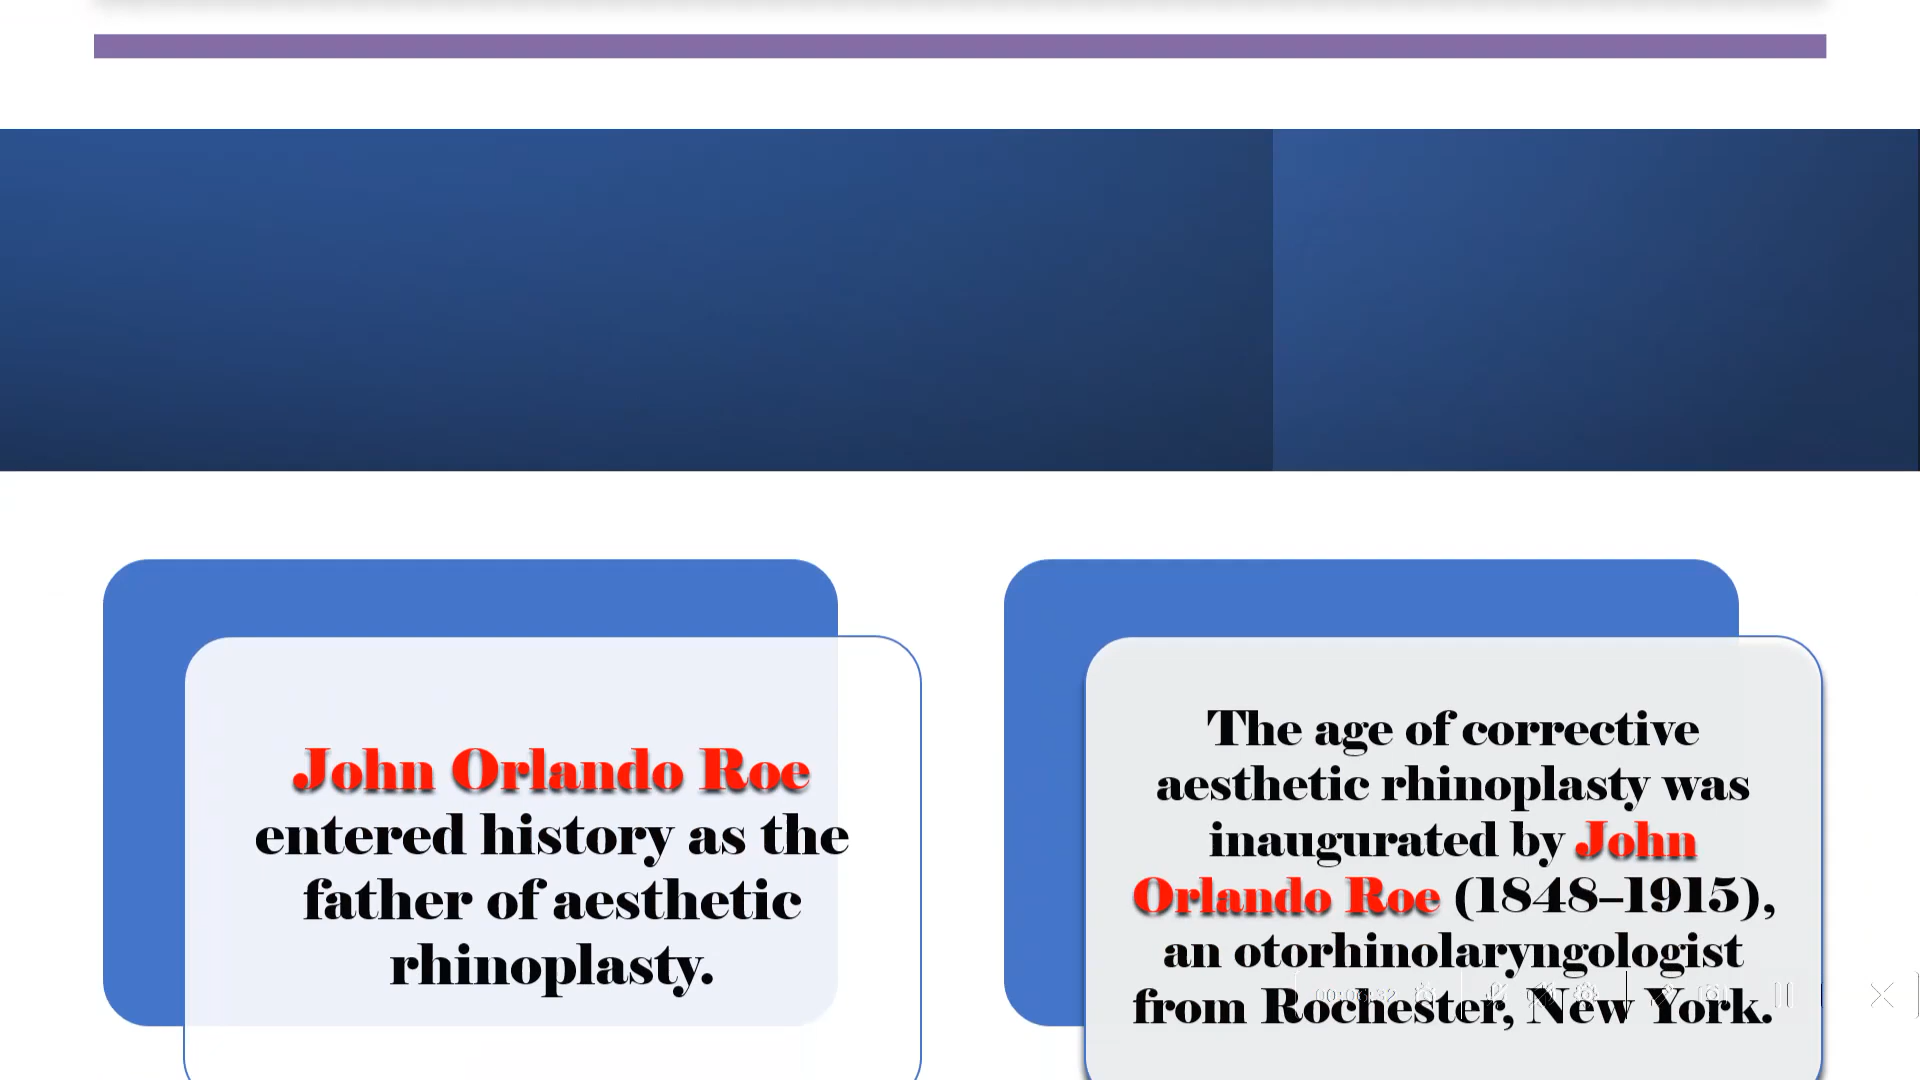 John Orlando Roe
entered history as the
father of aesthetic
rhinoplasty.
The age of corrective
aesthetic rhinoplasty was
inaugurated by John
Orlando Roe (1848–1915),
an otorhinolaryngologist
from Rochester, New York.